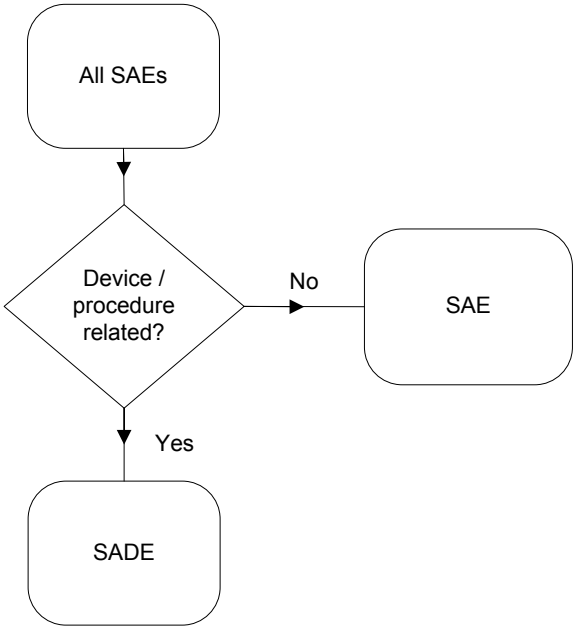 All SAEs
Device /
procedure
related?
No
SAE
Yes
SADE